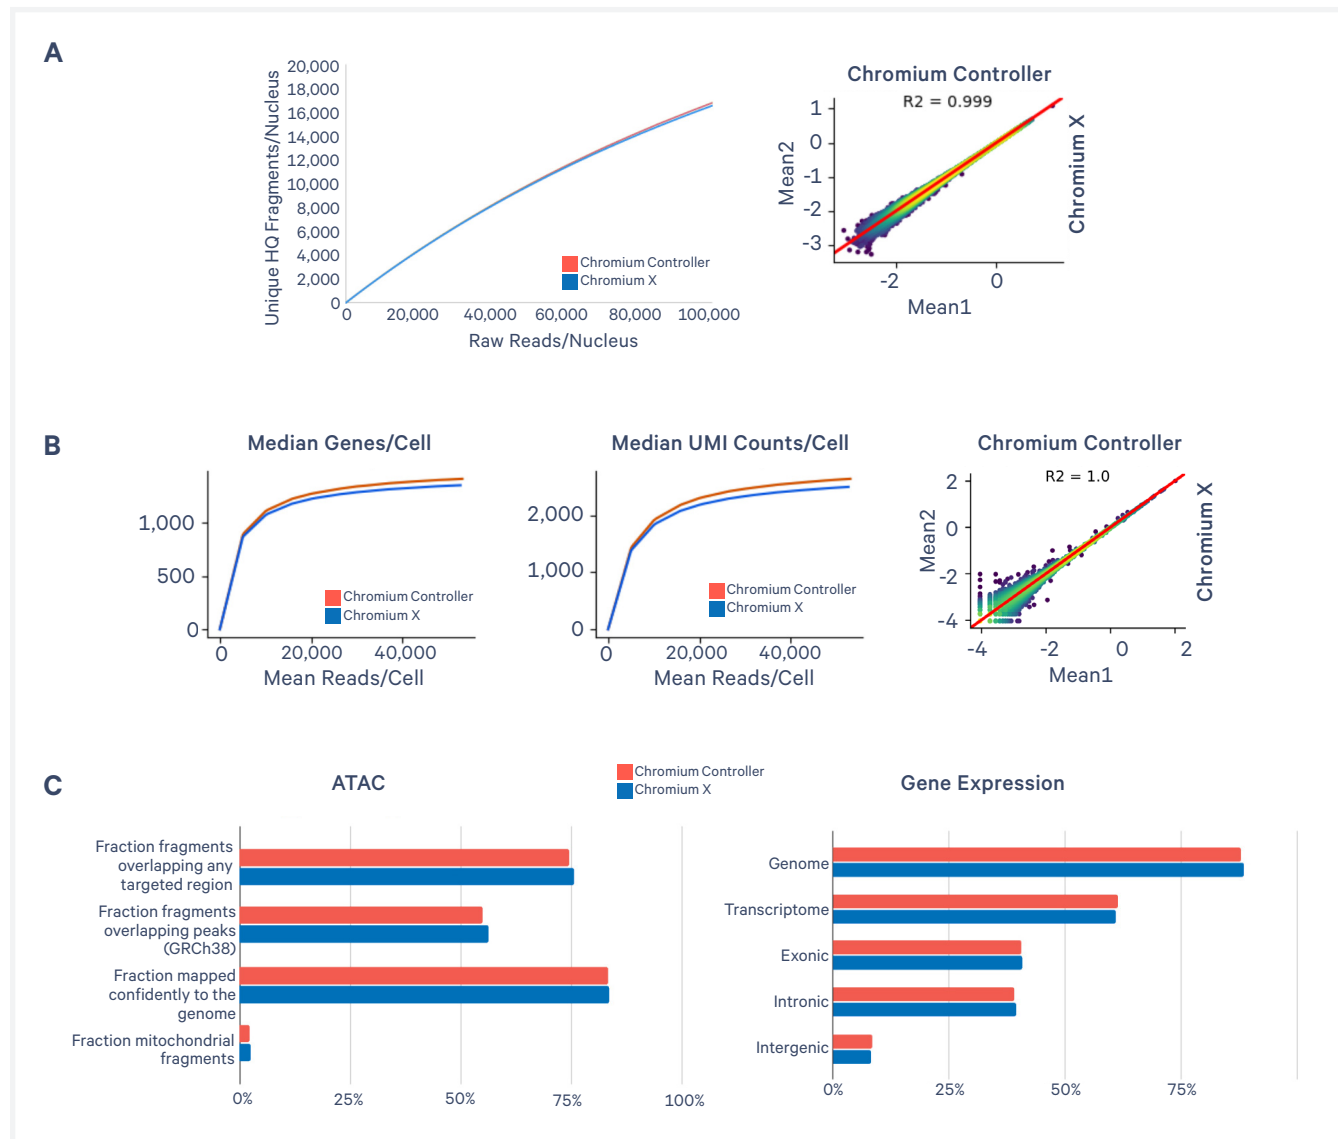 A
Unique HQ Fragments/Nucleus
20,000
18,000
16,000
14,000
12,000
10,000
8,000
6,000
4,000
2,000
0
0 20,000 40,000 60,000 80,000 100,000
Raw Reads/Nucleus
Chromium Controller
Chromium X
Chromium Controller
R2 = 0.999
Mean2
1
0
-1
-2
-3
-2 0
Mean1
Chromium X
B
Median Genes/Cell
1,000
500
0
0 20,000 40,000
Mean Reads/Cell
Chromium Controller
Chromium X
Median UMI Counts/Cell
2,000
1,000
0
0 20,000 40,000
Mean Reads/Cell
Chromium Controller
Chromium X
Chromium Controller
R2 = 1.0
Mean2
2
0
-2
-4
-4 -2 0 2
Mean1
Chromium X
C
ATAC
Chromium Controller
Chromium X
Gene Expression
Fraction fragments
overlapping any
targeted region
Fraction fragments
overlapping peaks
(GRCh38)
Fraction mapped
confidently to the
genome
Fraction mitochondrial
fragments
0% 25% 50% 75% 100%
Genome
Transcriptome
Exonic
Intronic
Intergenic
0% 25% 50% 75%